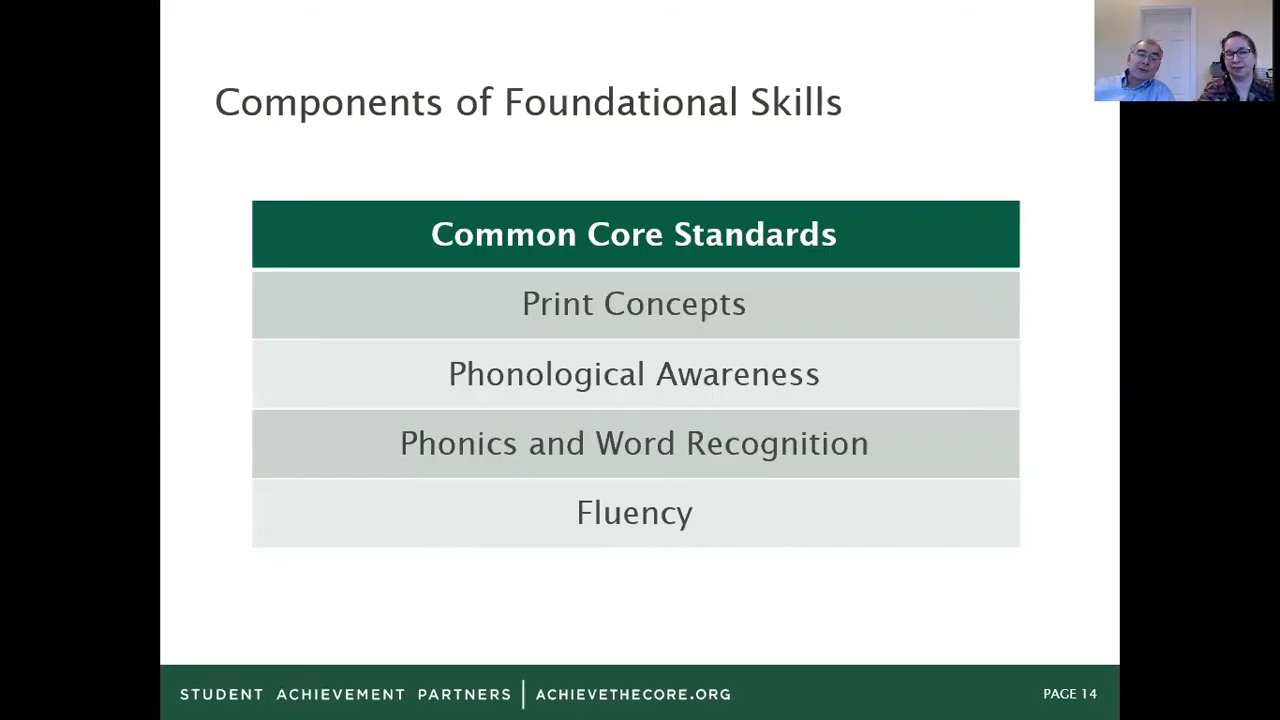 Components of Foundational Skills
Common Core Standards
Print Concepts
Phonological Awareness
Phonics and Word Recognition
Fluency
STUDENT ACHIEVEMENT PARTNERS | ACHIEVETHECORE.ORG
PAGE 14